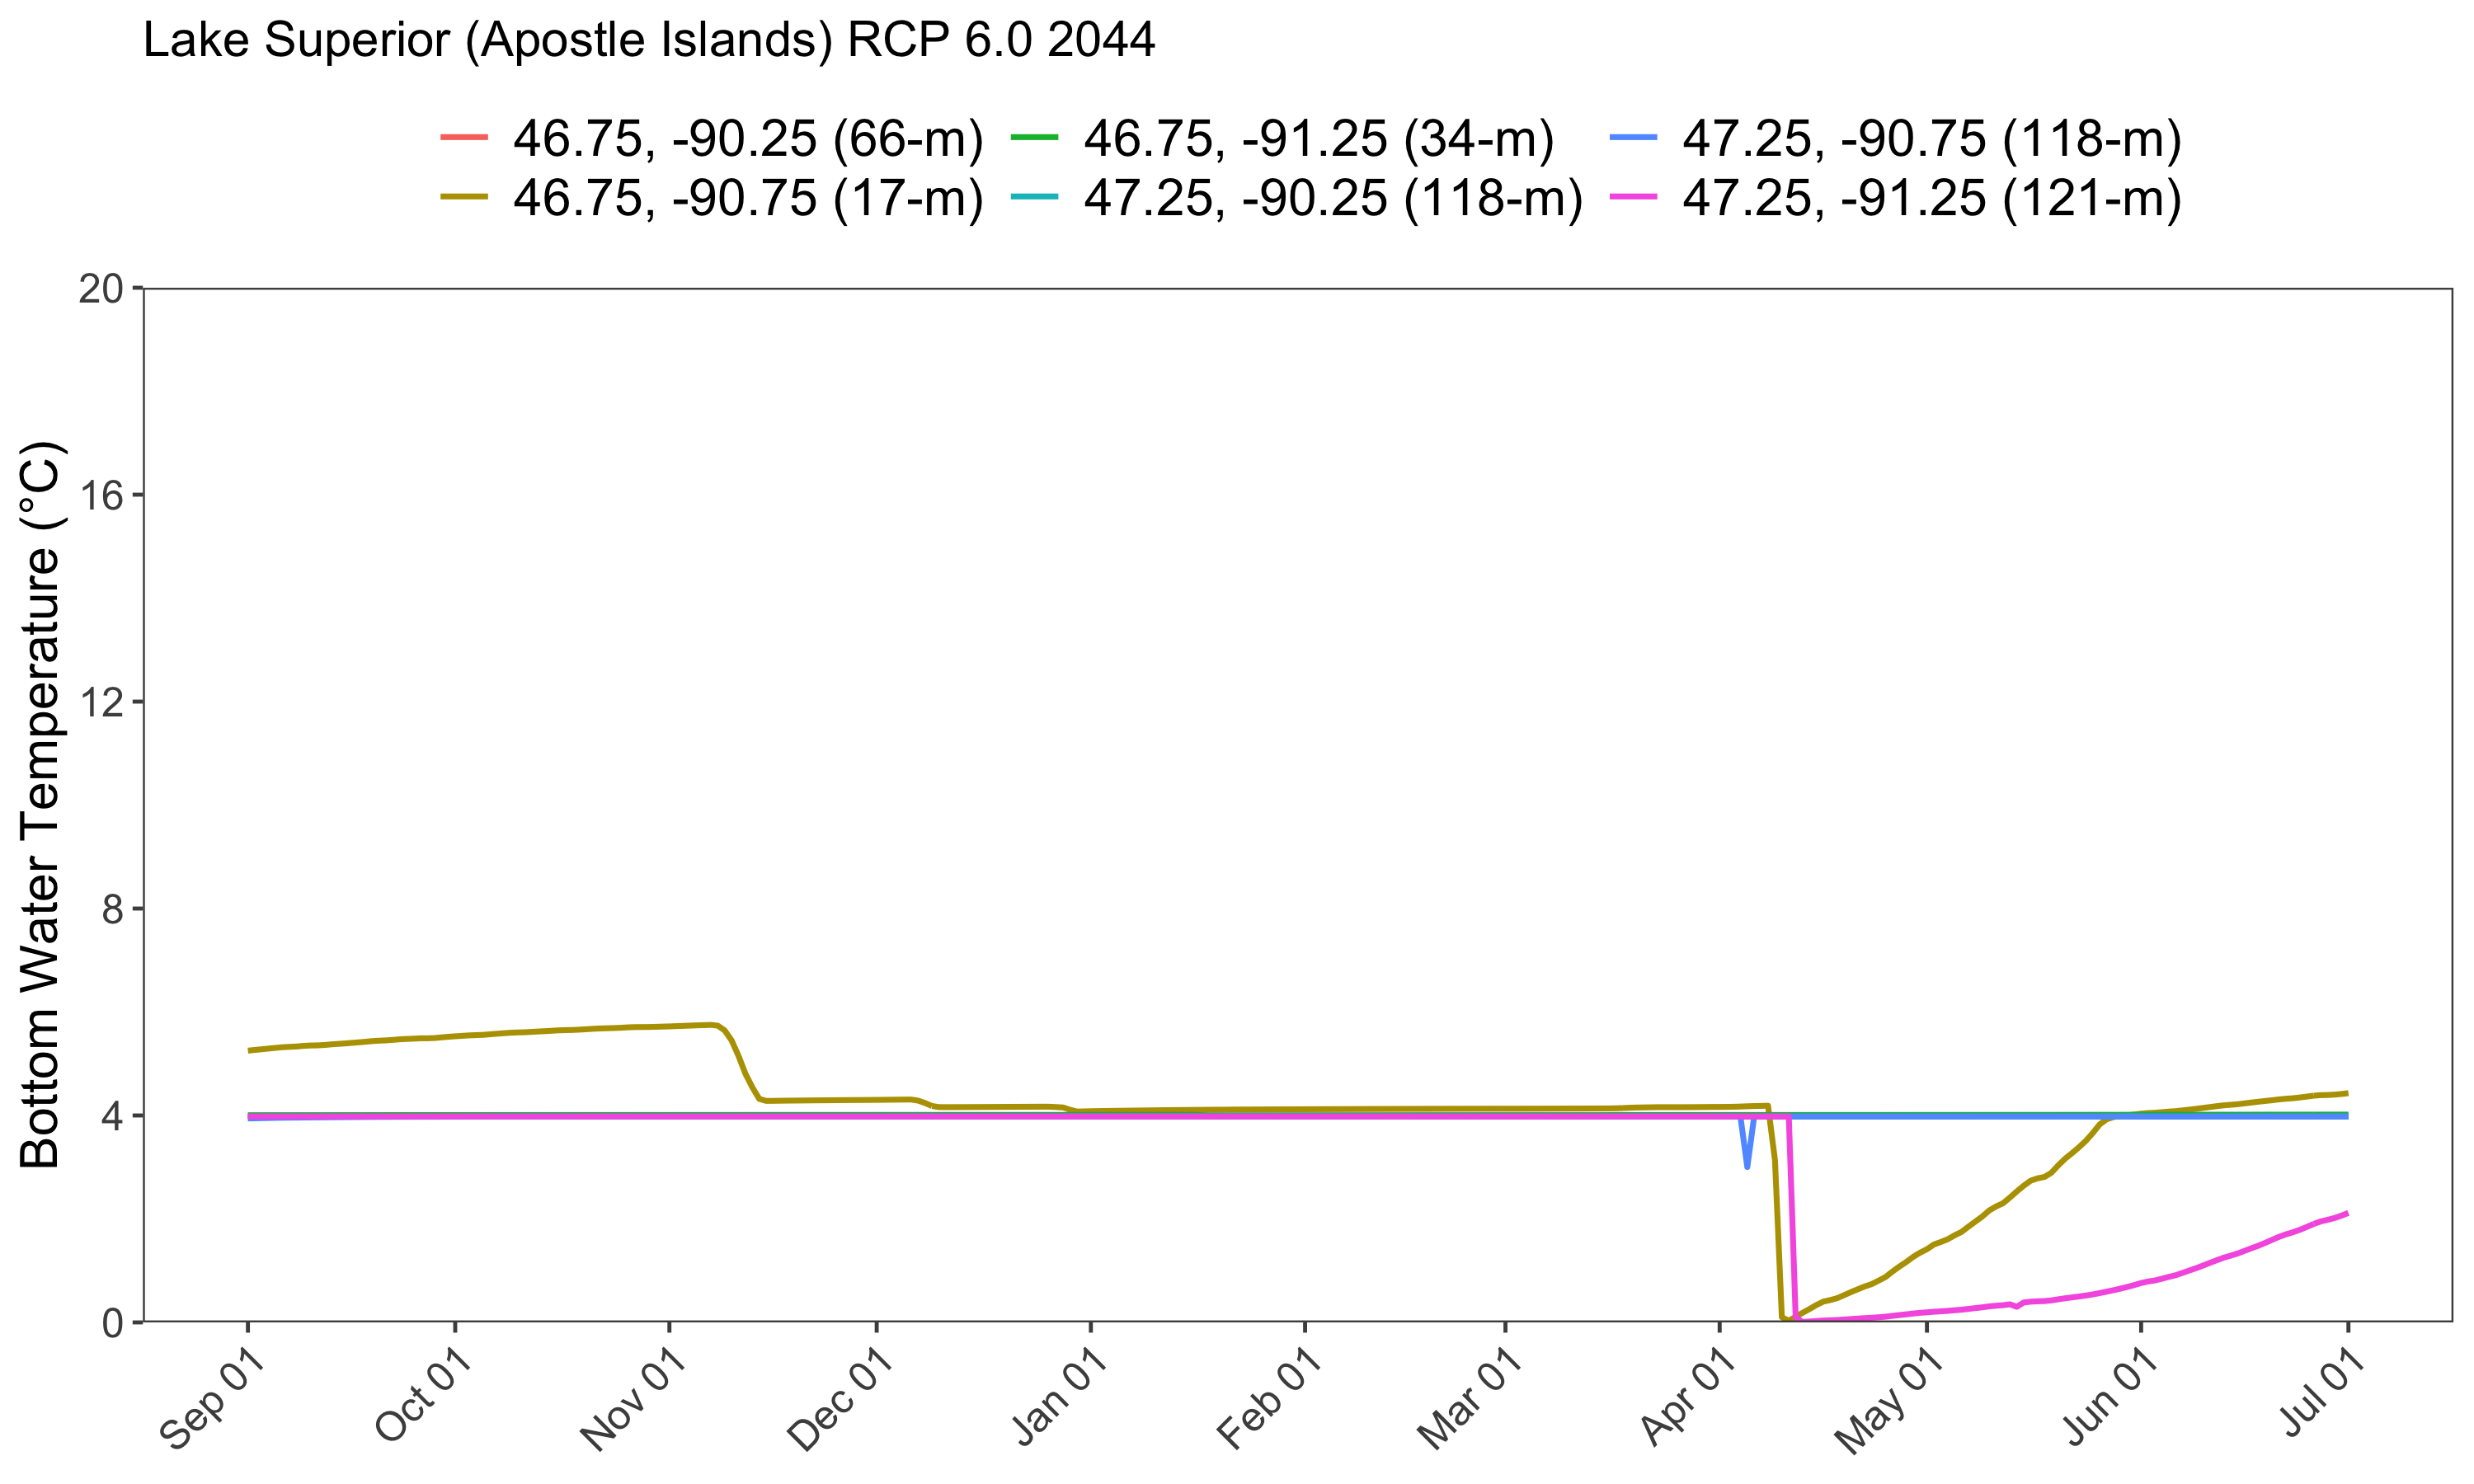 Lake Superior (Apostle Islands) RCP 6.0 2044
46.75, -90.25 (66-m) 46.75, -91.25 (34-m) 47.25, -90.75 (118-m)
46.75, -90.75 (17-m) 47.25, -90.25 (118-m) 47.25, -91.25 (121-m)
Bottom Water Temperature (°C)
20
16
12
8
4
0
Sep 01 Oct 01 Nov 01 Dec 01 Jan 01 Feb 01 Mar 01 Apr 01 May 01 Jun 01 Jul 01